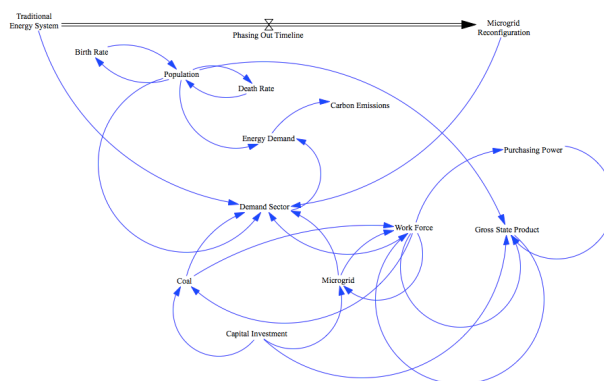 Traditional
Energy System
Microgrid
Reconfiguration
Phasing Out Timeline
Birth Rate
Population
Death Rate
Carbon Emissions
Energy Demand
Purchasing Power
Demand Sector
Work Force
Gross State Product
Coal
Microgrid
Capital Investment